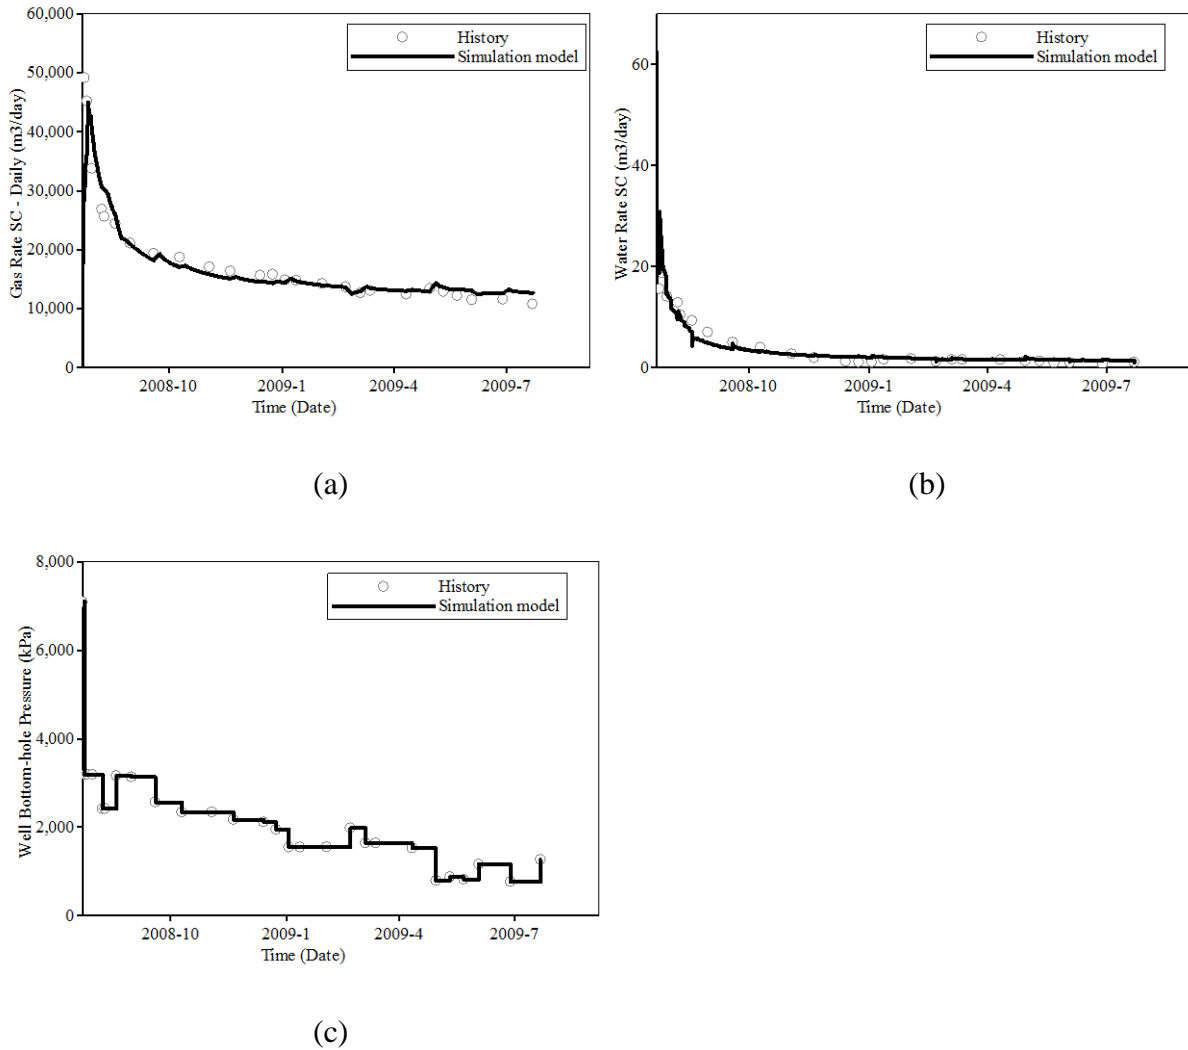 60,000
50,000
40,000
30,000
20,000
10,000
0
Gas Rate SC - Daily (m3/day)
History
Simulation model
2008-10
2009-1
2009-4
2009-7
Time (Date)
(a)
60
40
20
0
Water Rate SC (m3/day)
History
Simulation model
2008-10
2009-1
2009-4
2009-7
Time (Date)
(b)
8,000
6,000
4,000
2,000
0
Well Bottom-hole Pressure (kPa)
History
Simulation model
2008-10
2009-1
2009-4
2009-7
Time (Date)
(c)